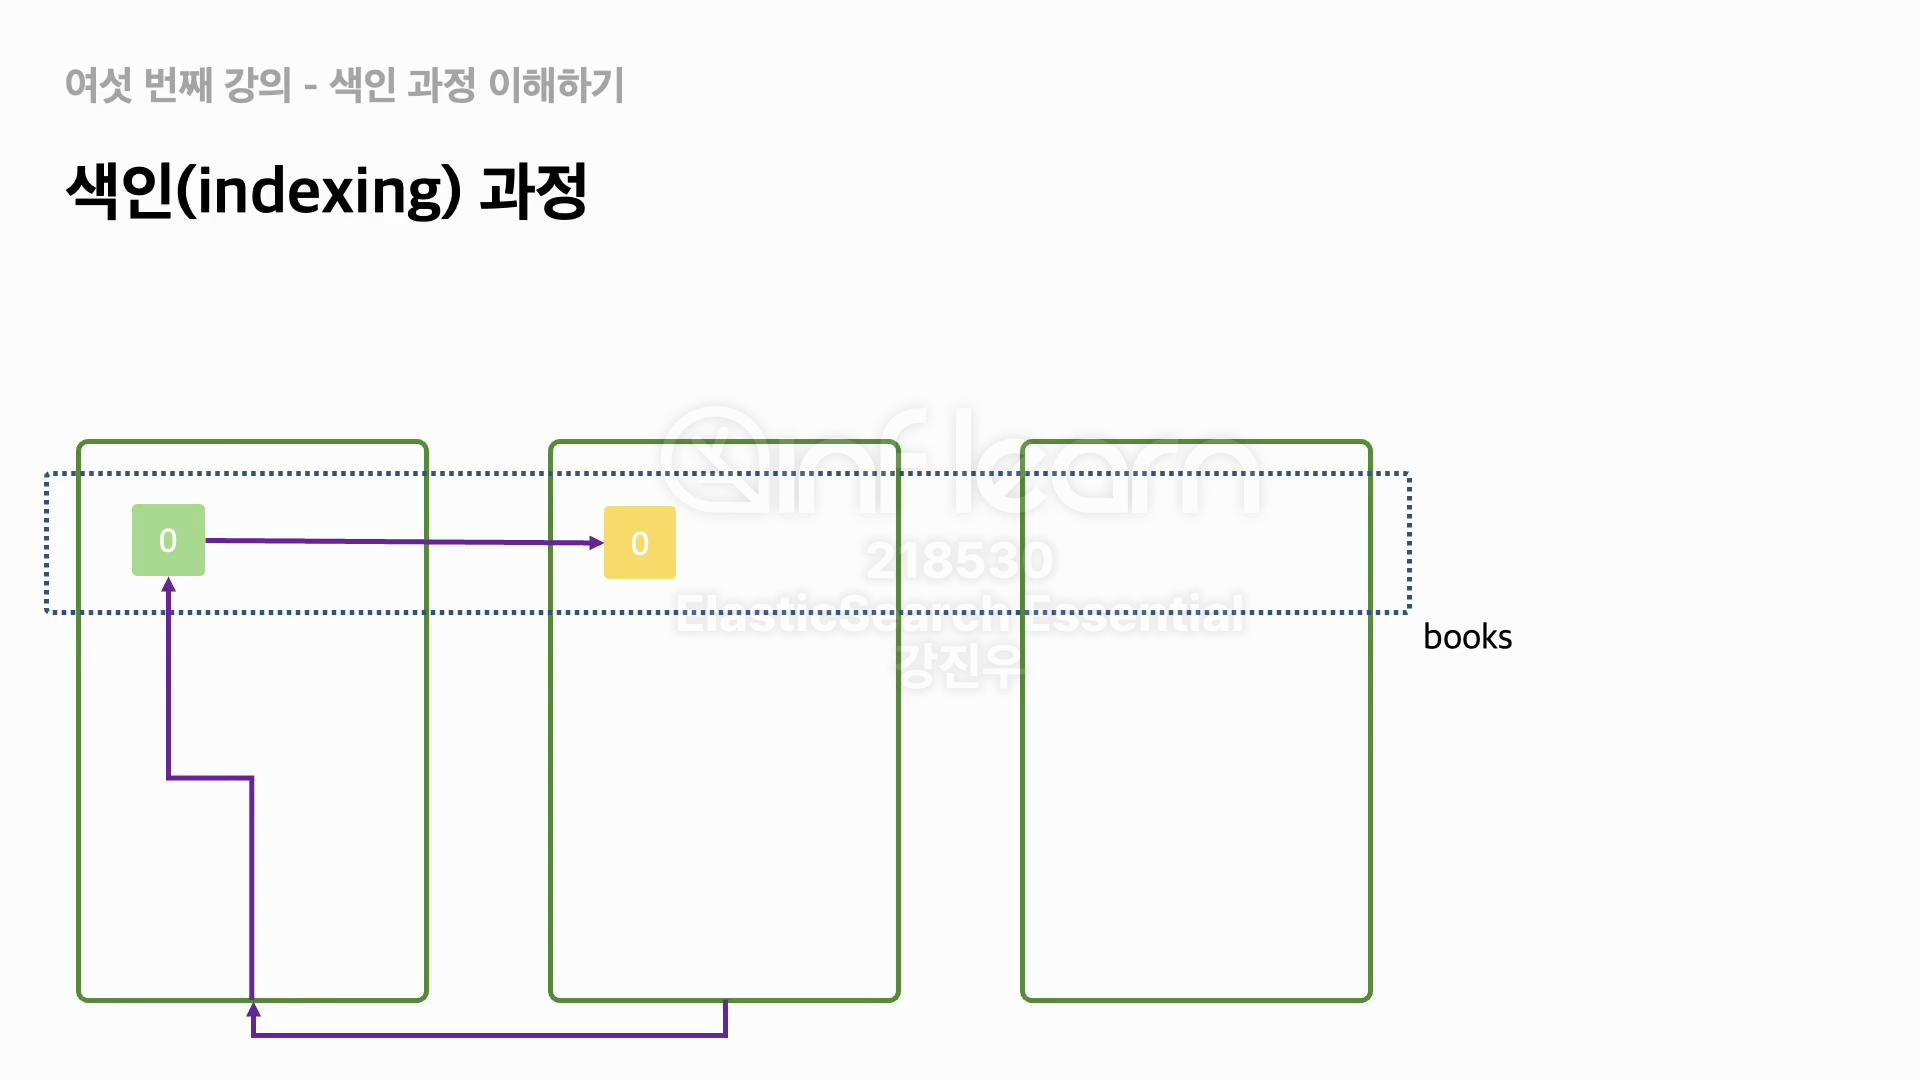 여섯 번째 강의 - 색인 과정 이해하기
색인(indexing) 과정
inflearn
0
0
218530
ElasticSearch Essential
강진우
books